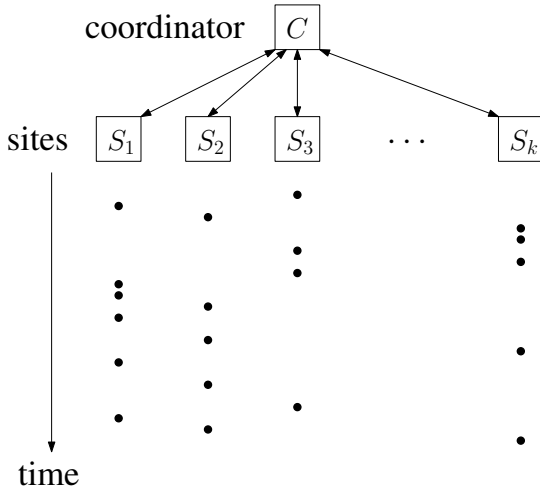 coordinator C
sites S₁ S₂ S₃ ⋯ Sₖ
time